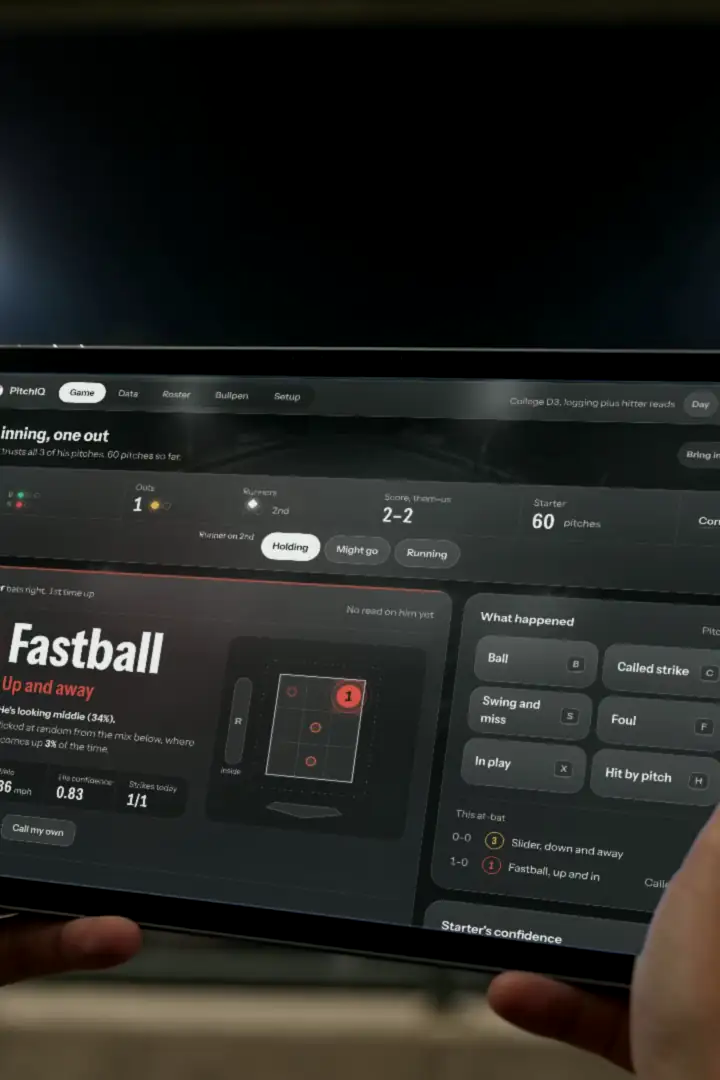 PitchIQ Game Data Roster Bullpen Setup
College D3, logging plus hitter reads Day
inning, one out
trusts all 3 of his pitches. 60 pitches so far.
Bring in
Outs
1
Runners
2nd
Score, them–us
2–2
Starter
60 pitches
Con
Runner on 2nd Holding Might go Running
bats right. 1st time up
No read on him yet
Fastball
Up and away
He's looking middle (34%).
picked at random from the mix below, where
comes up 3% of the time.
86 mph
His confidence
0.83
Strikes today
1/1
Call my own
R
Inside
1
What happened
Pitc
Ball B
Called strike C
Swing and
miss S
Foul F
In play X
Hit by pitch H
This at-bat
0-0 3 Slider, down and away
1-0 1 Fastball, up and in
Calle
Starter's confidence